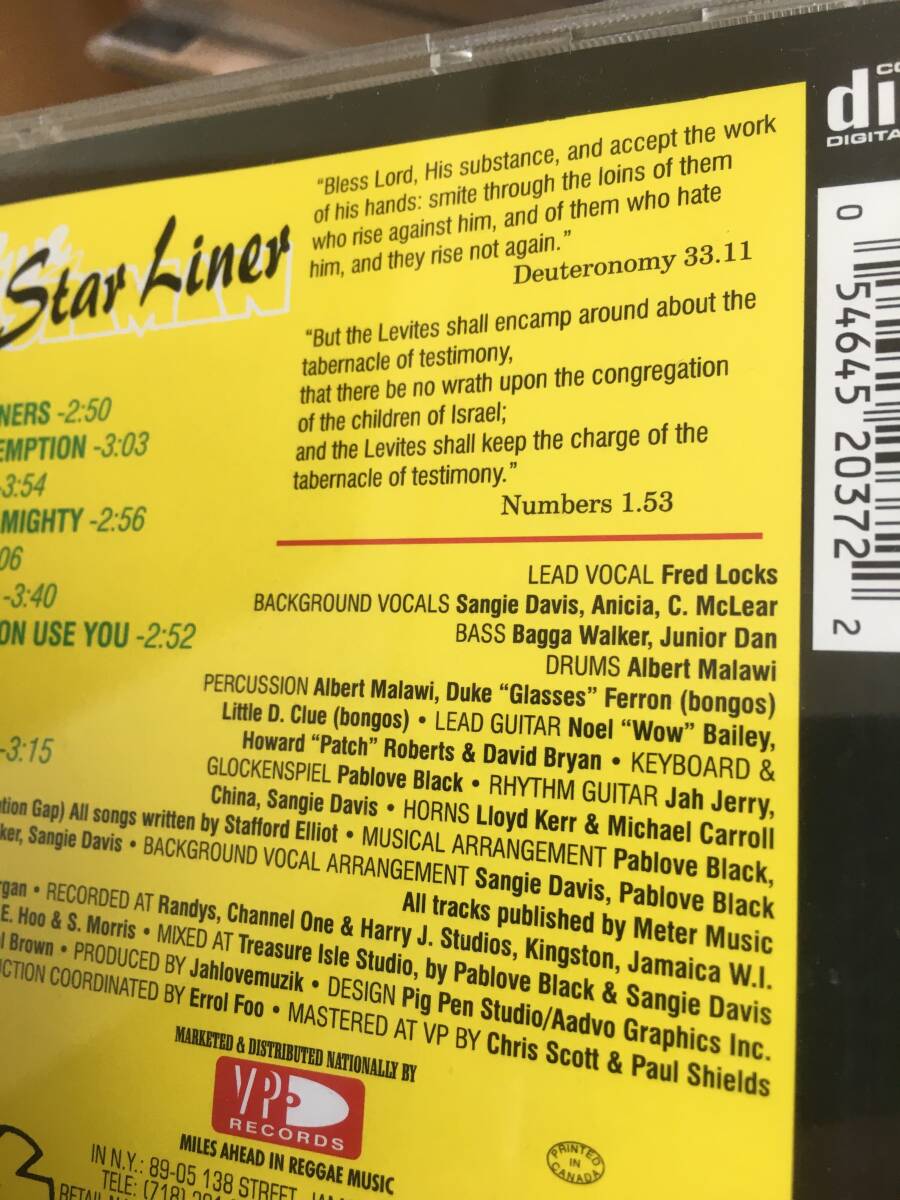 Star Liner
"Bless Lord, His substance, and accept the work
of his hands: smite through the loins of them
who rise against him, and of them who hate
him, and they rise not again."
Deuteronomy 33.11
"But the Levites shall encamp around about the
tabernacle of testimony,
that there be no wrath upon the congregation
of the children of Israel;
and the Levites shall keep the charge of the
tabernacle of testimony."
Numbers 1.53
NERS -2:50
EMPTION -3:03
-3:54
MIGHTY -2:56
06
-3:40
ON USE YOU -2:52
-3:15
LEAD VOCAL Fred Locks
BACKGROUND VOCALS Sangie Davis, Anicia, C. McLear
BASS Bagga Walker, Junior Dan
DRUMS Albert Malawi
PERCUSSION Albert Malawi, Duke "Glasses" Ferron (bongos)
Little D. Clue (bongos) • LEAD GUITAR Noel "Wow" Bailey,
Howard "Patch" Roberts & David Bryan • KEYBOARD &
GLOCKENSPIEL Pablove Black • RHYTHM GUITAR Jah Jerry,
China, Sangie Davis • HORNS Lloyd Kerr & Michael Carroll
tion Gap) All songs written by Stafford Elliot • MUSICAL ARRANGEMENT Pablove Black,
ker, Sangie Davis • BACKGROUND VOCAL ARRANGEMENT Sangie Davis, Pablove Black
All tracks published by Meter Music
rgan • RECORDED AT Randys, Channel One & Harry J. Studios, Kingston, Jamaica W.I.
E. Hoo & S. Morris • MIXED AT Treasure Isle Studio, by Pablove Black & Sangie Davis
l Brown • PRODUCED BY Jahlovemuzik • DESIGN Pig Pen Studio/Aadvo Graphics Inc.
CTION COORDINATED BY Errol Foo • MASTERED AT VP BY Chris Scott & Paul Shields
MARKETED & DISTRIBUTED NATIONALLY BY
VP
RECORDS
MILES AHEAD IN REGGAE MUSIC
IN N.Y.: 89-05 138 STREET,
TELE: (718)
RETAIL
PRINTED
IN
CANADA
CO
di
DIGITA
0 54645 20372 2